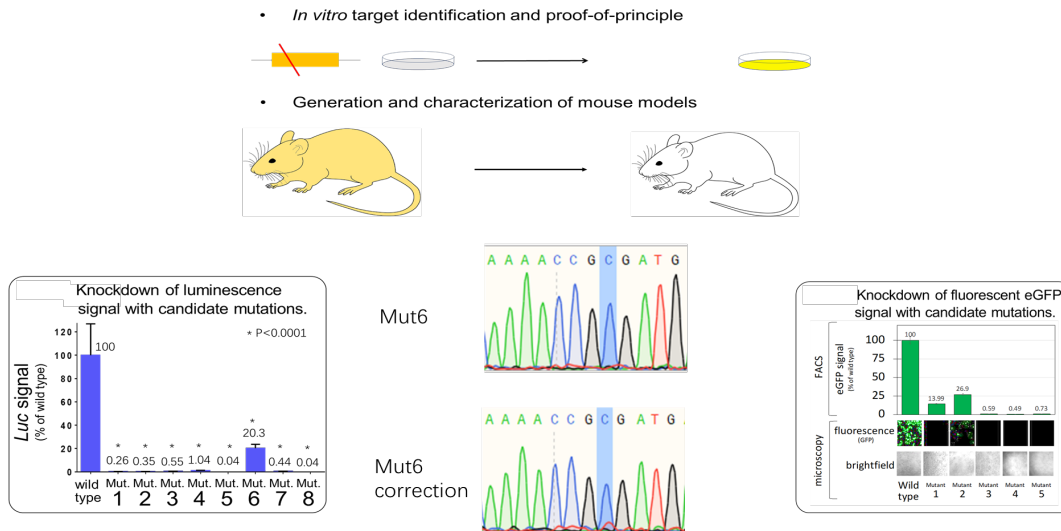 • In vitro target identification and proof-of-principle
• Generation and characterization of mouse models
Knockdown of luminescence
signal with candidate mutations.
* P<0.0001
Luc signal
(% of wild type)
120
100
80
60
40
20
0
100
* * * * * * * *
0.26 0.35 0.55 1.04 0.04 20.3 0.44 0.04
wild type
Mut. 1
Mut. 2
Mut. 3
Mut. 4
Mut. 5
Mut. 6
Mut. 7
Mut. 8
Mut6
A A A A C C G C G A T G
Mut6
correction
A A A A C C G C G A T G
Knockdown of fluorescent eGFP
signal with candidate mutations.
FACS
eGFP signal
(% of wild type)
100
75
50
25
0
100 13.99 26.9 0.59 0.49 0.73
microscopy
fluorescence
(GFP)
brightfield
Wild type
Mutant 1
Mutant 2
Mutant 3
Mutant 4
Mutant 5